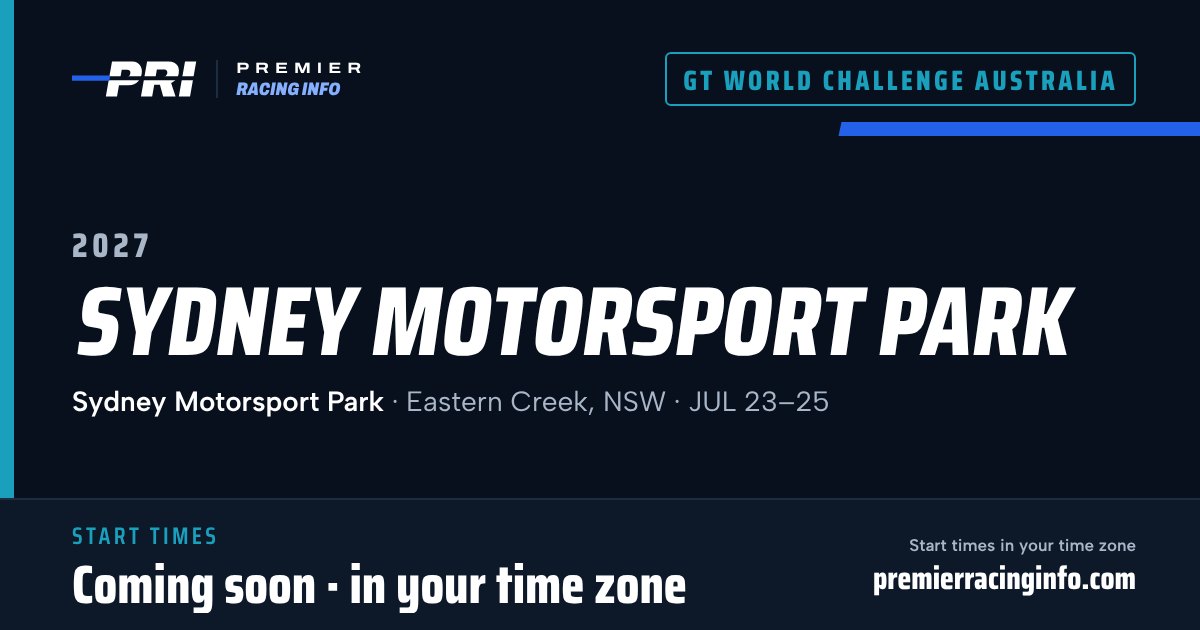 PRI
PREMIER
RACING INFO
GT WORLD CHALLENGE AUSTRALIA
2027
SYDNEY MOTORSPORT PARK
Sydney Motorsport Park · Eastern Creek, NSW · JUL 23–25
START TIMES
Coming soon · in your time zone
Start times in your time zone
premierracinginfo.com